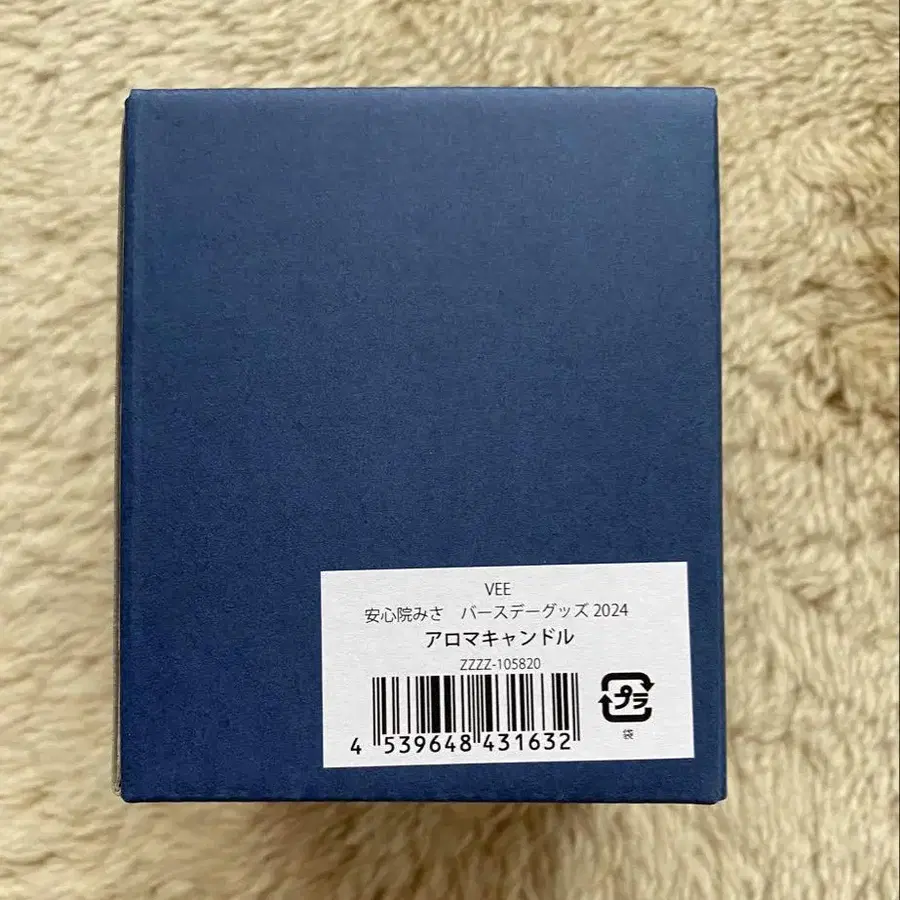 VEE
安心院みさ　バースデーグッズ 2024
アロマキャンドル
ZZZZ-105820
プラ
袋
4 539648 431632